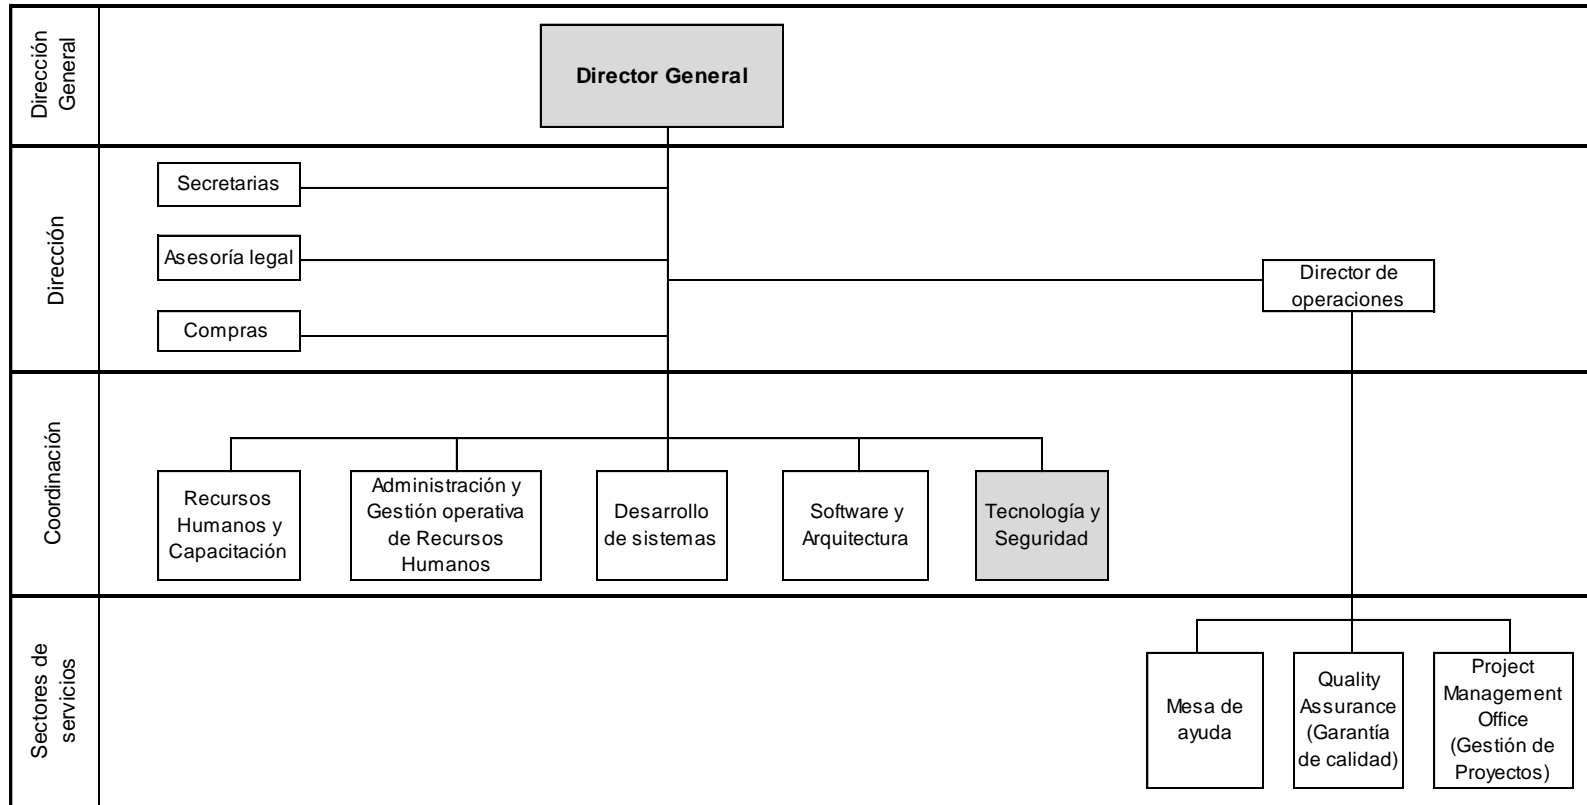 Dirección
General
Director General
Dirección
Secretarias
Asesoría legal
Compras
Director de
operaciones
Coordinación
Recursos
Humanos y
Capacitación
Administración y
Gestión operativa
de Recursos
Humanos
Desarrollo
de sistemas
Software y
Arquitectura
Tecnología y
Seguridad
Sectores de
servicios
Mesa de
ayuda
Quality
Assurance
(Garantía
de calidad)
Project
Management
Office
(Gestión de
Proyectos)